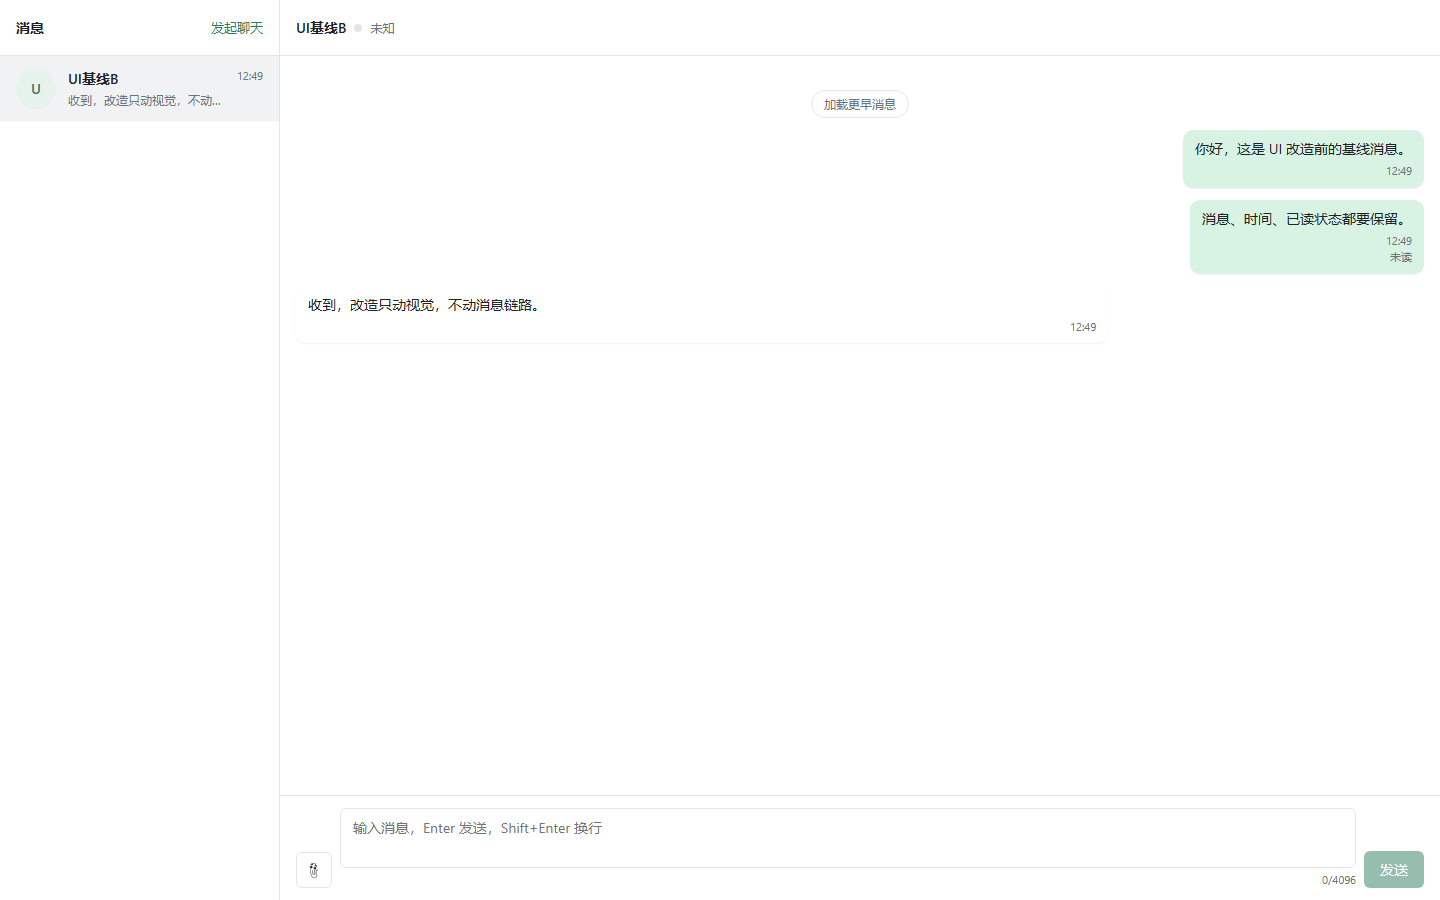 消息
发起聊天
U
UI基线B
12:49
收到，改造只动视觉，不动...
UI基线B
未知
加载更早消息
你好，这是 UI 改造前的基线消息。
12:49
消息、时间、已读状态都要保留。
12:49
未读
收到，改造只动视觉，不动消息链路。
12:49
输入消息，Enter 发送，Shift+Enter 换行
0/4096
发送